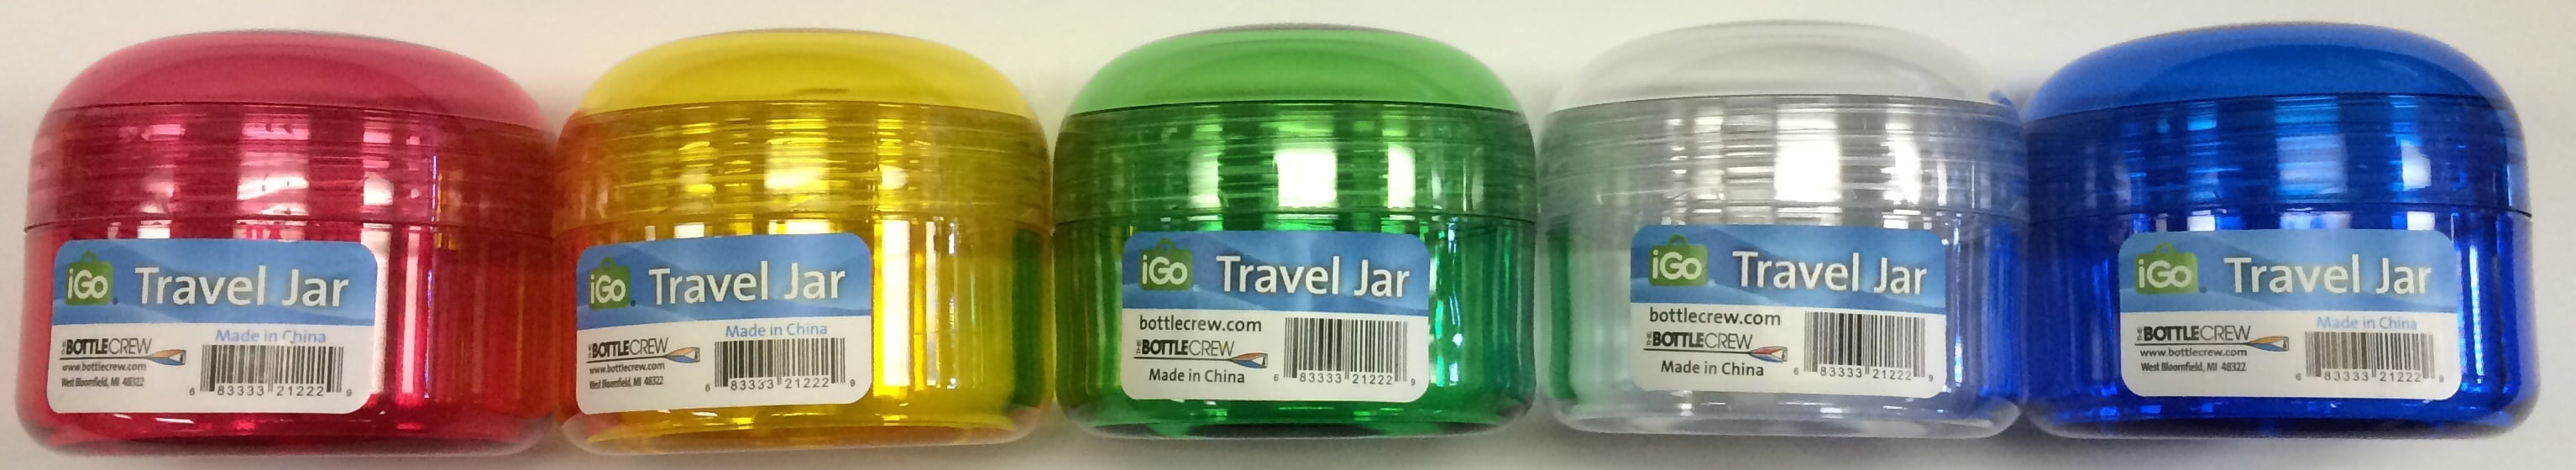 iGo Travel Jar
Made in China
THE BOTTLECREW
www.bottlecrew.com
West Bloomfield, MI 48322
6 83333 21222 9
iGo Travel Jar
Made in China
THE BOTTLECREW
www.bottlecrew.com
West Bloomfield, MI 48322
6 83333 21222 9
iGo Travel Jar
bottlecrew.com
THE BOTTLECREW
Made in China
6 83333 21222 9
iGo Travel Jar
bottlecrew.com
THE BOTTLECREW
Made in China
6 83333 21222 9
iGo Travel Jar
Made in China
THE BOTTLECREW
www.bottlecrew.com
West Bloomfield, MI 48322
6 83333 21222 9